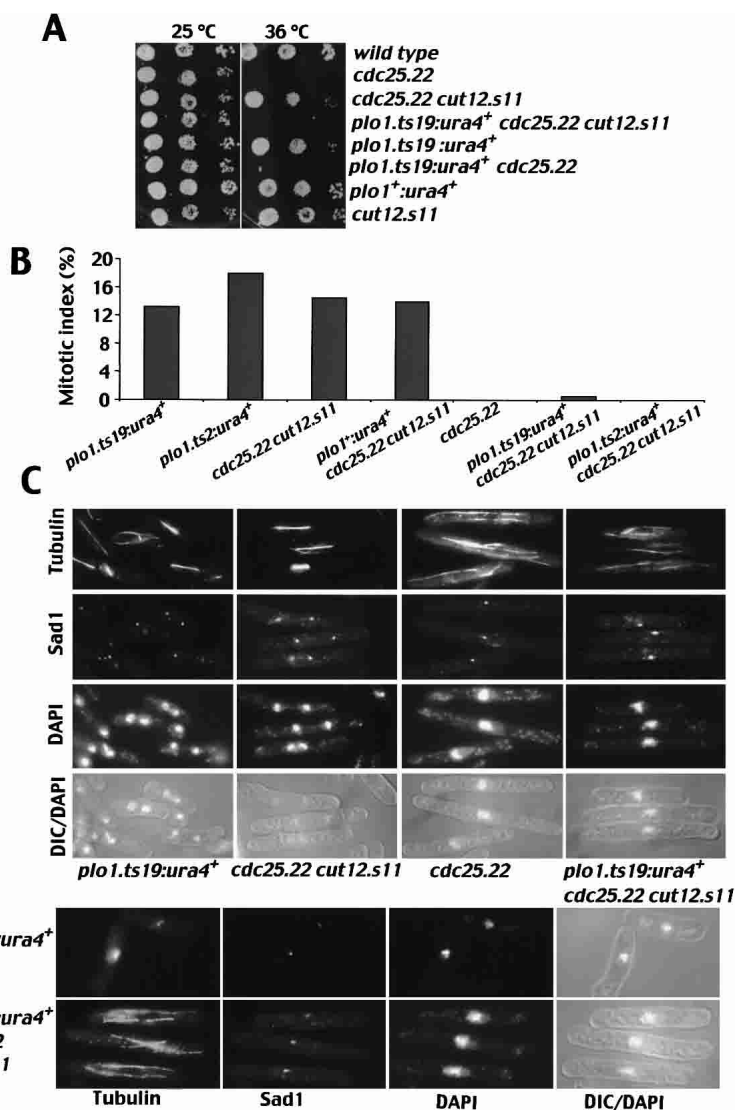 A
25 °C 36 °C
wild type
cdc25.22
cdc25.22 cut12.s11
plo1.ts19:ura4+ cdc25.22 cut12.s11
plo1.ts19 :ura4+
plo1.ts19:ura4+ cdc25.22
plo1+:ura4+
cut12.s11
B
Mitotic index (%)
20
16
12
8
4
0
plo1.ts19:ura4+
plo1.ts2:ura4+
cdc25.22 cut12.s11
plo1+:ura4+
cdc25.22 cut12.s11
cdc25.22
plo1.ts19:ura4+
cdc25.22 cut12.s11
plo1.ts2:ura4+
cdc25.22 cut12.s11
C
Tubulin
Sad1
DAPI
DIC/DAPI
plo1.ts19:ura4+ cdc25.22 cut12.s11 cdc25.22 plo1.ts19:ura4+
cdc25.22 cut12.s11
ura4+
:ura4+
2
1
Tubulin Sad1 DAPI DIC/DAPI